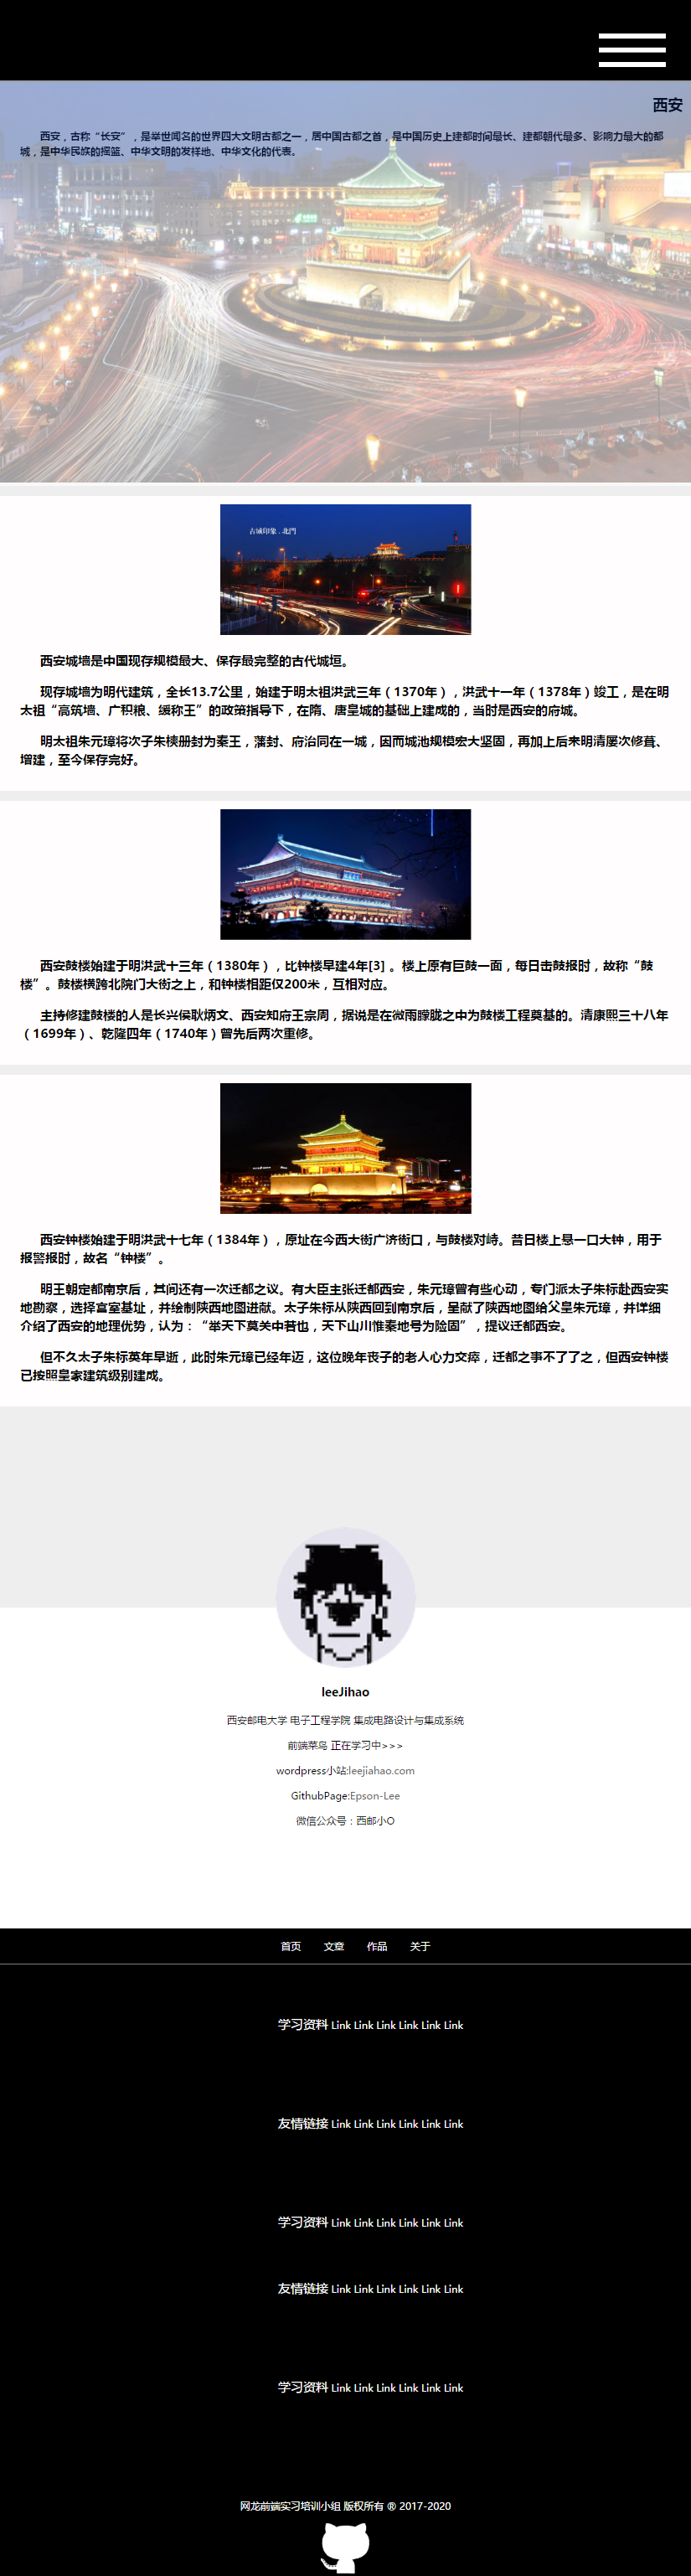 西安
西安，古称“长安”，是举世闻名的世界四大文明古都之一，居中国古都之首，是中国历史上建都时间最长、建都朝代最多、影响力最大的都
城，是中华民族的摇篮、中华文明的发祥地、中华文化的代表。
古城印象 . 北門
西安城墙是中国现存规模最大、保存最完整的古代城垣。
现存城墙为明代建筑，全长13.7公里，始建于明太祖洪武三年（1370年），洪武十一年（1378年）竣工，是在明
太祖“高筑墙、广积粮、缓称王”的政策指导下，在隋、唐皇城的基础上建成的，当时是西安的府城。
明太祖朱元璋将次子朱樉册封为秦王，藩封、府治同在一城，因而城池规模宏大坚固，再加上后来明清屡次修葺、
增建，至今保存完好。
西安鼓楼始建于明洪武十三年（1380年），比钟楼早建4年[3] 。楼上原有巨鼓一面，每日击鼓报时，故称“鼓
楼”。鼓楼横跨北院门大街之上，和钟楼相距仅200米，互相对应。
主持修建鼓楼的人是长兴侯耿炳文、西安知府王宗周，据说是在微雨朦胧之中为鼓楼工程奠基的。清康熙三十八年
（1699年）、乾隆四年（1740年）曾先后两次重修。
西安钟楼始建于明洪武十七年（1384年），原址在今西大街广济街口，与鼓楼对峙。昔日楼上悬一口大钟，用于
报警报时，故名“钟楼”。
明王朝定都南京后，其间还有一次迁都之议。有大臣主张迁都西安，朱元璋曾有些心动，专门派太子朱标赴西安实
地勘察，选择宫室基址，并绘制陕西地图进献。太子朱标从陕西回到南京后，呈献了陕西地图给父皇朱元璋，并详细
介绍了西安的地理优势，认为：“举天下莫关中若也，天下山川惟秦地号为险固”，提议迁都西安。
但不久太子朱标英年早逝，此时朱元璋已经年迈，这位晚年丧子的老人心力交瘁，迁都之事不了了之，但西安钟楼
已按照皇家建筑级别建成。
leeJihao
西安邮电大学 电子工程学院 集成电路设计与集成系统
前端菜鸟 正在学习中>>>
wordpress小站:leejiahao.com
GithubPage:Epson-Lee
微信公众号：西邮小O
首页 文章 作品 关于
学习资料 Link Link Link Link Link Link
友情链接 Link Link Link Link Link Link
学习资料 Link Link Link Link Link Link
友情链接 Link Link Link Link Link Link
学习资料 Link Link Link Link Link Link
网龙前端实习培训小组 版权所有 ® 2017-2020